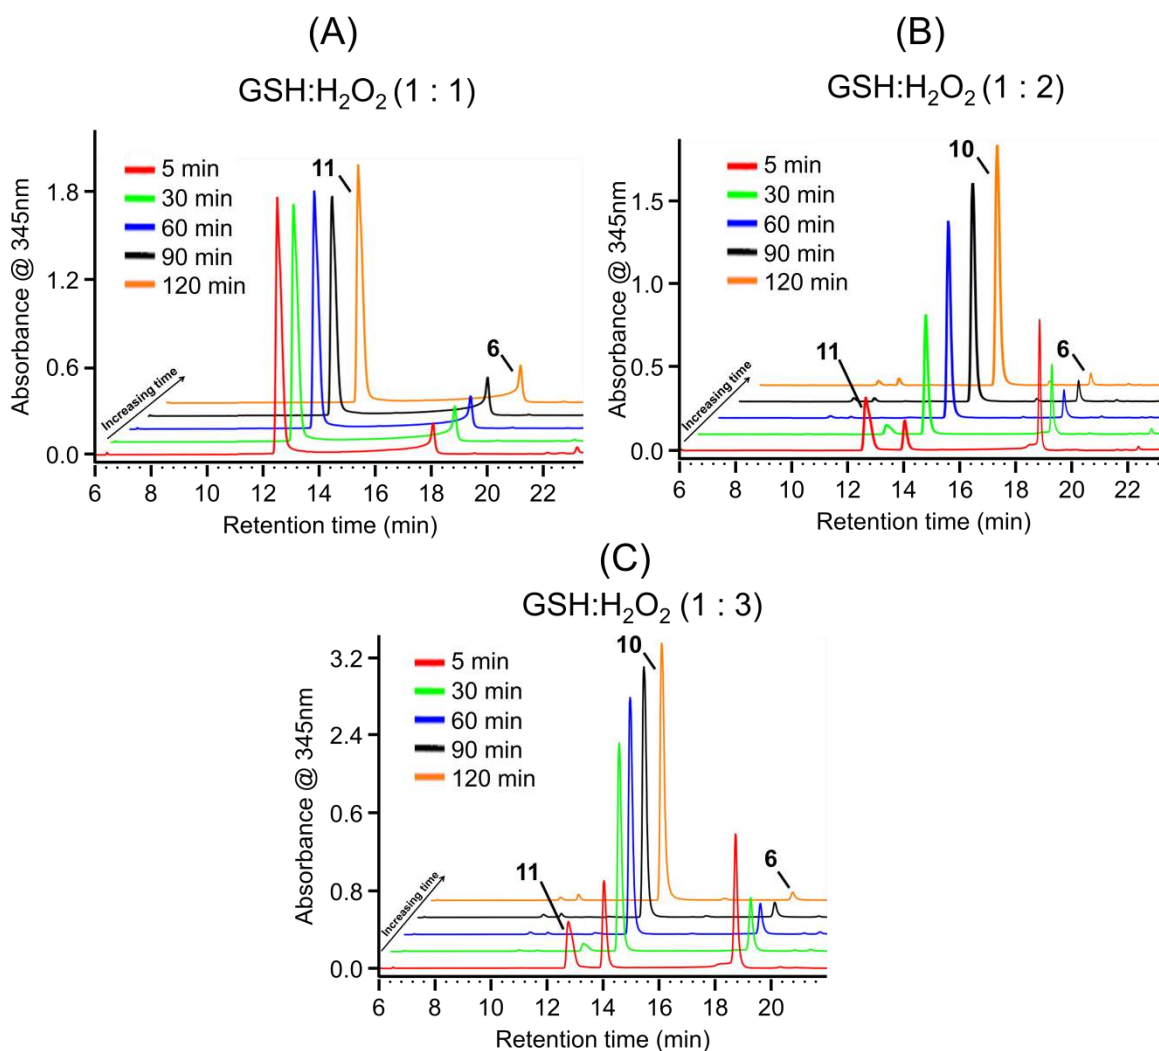 (A)
GSH:H₂O₂ (1 : 1)
11
5 min
30 min
60 min
90 min
120 min
6
Increasing time
Absorbance @ 345nm
1.8
1.2
0.6
0.0
6 8 10 12 14 16 18 20 22
Retention time (min)
(B)
GSH:H₂O₂ (1 : 2)
10
5 min
30 min
60 min
90 min
120 min
11
6
Increasing time
Absorbance @ 345nm
1.5
1.0
0.5
0.0
6 8 10 12 14 16 18 20 22
Retention time (min)
(C)
GSH:H₂O₂ (1 : 3)
10
5 min
30 min
60 min
90 min
120 min
11
6
Increasing time
Absorbance @ 345nm
3.2
2.4
0.6
0.8
0.0
6 8 10 12 14 16 18 20
Retention time (min)